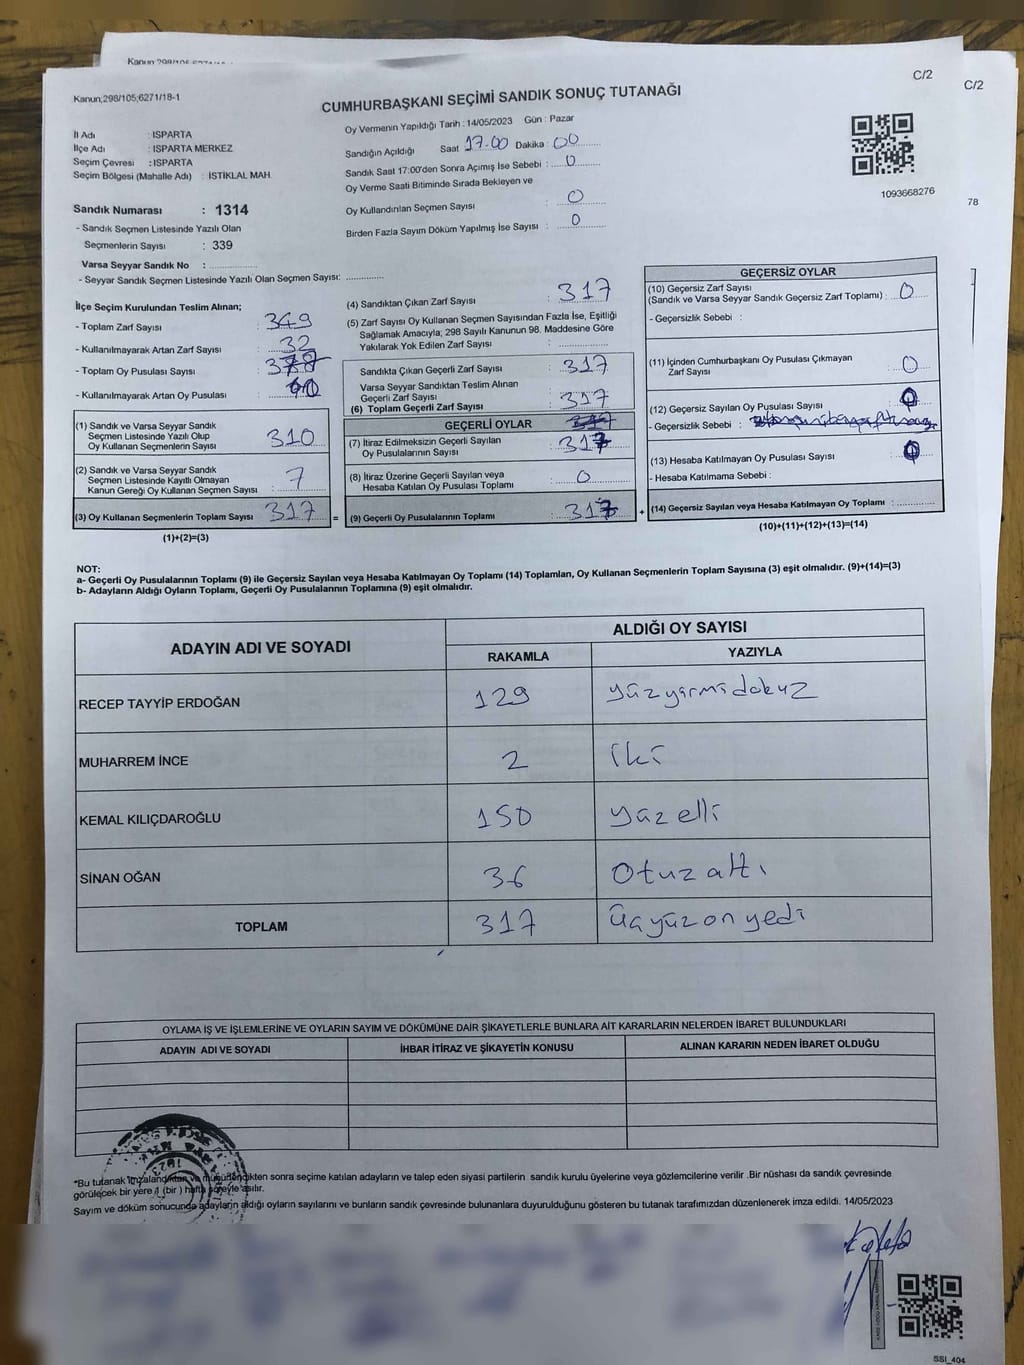 Kanun;298/105;6271/18-1
C/2
C/2
CUMHURBAŞKANI SEÇİMİ SANDIK SONUÇ TUTANAĞI
İl Adı : ISPARTA
İlçe Adı : ISPARTA MERKEZ
Seçim Çevresi : ISPARTA
Seçim Bölgesi (Mahalle Adı) : İSTİKLAL MAH.
Sandık Numarası : 1314
- Sandık Seçmen Listesinde Yazılı Olan
Seçmenlerin Sayısı : 339
Varsa Seyyar Sandık No : ..............
- Seyyar Sandık Seçmen Listesinde Yazılı Olan Seçmen Sayısı: ..............
Oy Vermenin Yapıldığı Tarih : 14/05/2023 Gün : Pazar
Sandığın Açıldığı Saat 17.00 Dakika : 00
Sandık Saat 17:00'den Sonra Açılmış İse Sebebi : 0
Oy Verme Saati Bitiminde Sırada Bekleyen ve
Oy Kullandırılan Seçmen Sayısı : 0
Birden Fazla Sayım Döküm Yapılmış İse Sayısı : 0
1093668276
78
İlçe Seçim Kurulundan Teslim Alınan;
- Toplam Zarf Sayısı : 349
- Kullanılmayarak Artan Zarf Sayısı : 32
- Toplam Oy Pusulası Sayısı :
- Kullanılmayarak Artan Oy Pusulası :
(1) Sandık ve Varsa Seyyar Sandık
Seçmen Listesinde Yazılı Olup
Oy Kullanan Seçmenlerin Sayısı : 310
(2) Sandık ve Varsa Seyyar Sandık
Seçmen Listesinde Kayıtlı Olmayan
Kanun Gereği Oy Kullanan Seçmen Sayısı : 7
(3) Oy Kullanan Seçmenlerin Toplam Sayısı : 317
(1)+(2)=(3)
(4) Sandıktan Çıkan Zarf Sayısı : 317
(5) Zarf Sayısı Oy Kullanan Seçmen Sayısından Fazla İse, Eşitliği
Sağlamak Amacıyla; 298 Sayılı Kanunun 98. Maddesine Göre
Yakılarak Yok Edilen Zarf Sayısı : ..............
Sandıkta Çıkan Geçerli Zarf Sayısı : 317
Varsa Seyyar Sandıktan Teslim Alınan
Geçerli Zarf Sayısı :
(6) Toplam Geçerli Zarf Sayısı : 317
GEÇERLİ OYLAR
(7) İtiraz Edilmeksizin Geçerli Sayılan
Oy Pusulalarının Sayısı : 317
(8) İtiraz Üzerine Geçerli Sayılan veya
Hesaba Katılan Oy Pusulası Toplamı : 0
(9) Geçerli Oy Pusulalarının Toplamı : 317
GEÇERSİZ OYLAR
(10) Geçersiz Zarf Sayısı
(Sandık ve Varsa Seyyar Sandık Geçersiz Zarf Toplamı) : 0
- Geçersizlik Sebebi :
(11) İçinden Cumhurbaşkanı Oy Pusulası Çıkmayan
Zarf Sayısı : 0
(12) Geçersiz Sayılan Oy Pusulası Sayısı : 0
- Geçersizlik Sebebi :
(13) Hesaba Katılmayan Oy Pusulası Sayısı : 0
- Hesaba Katılmama Sebebi :
(14) Geçersiz Sayılan veya Hesaba Katılmayan Oy Toplamı : ..............
(10)+(11)+(12)+(13)=(14)
NOT:
a- Geçerli Oy Pusulalarının Toplamı (9) ile Geçersiz Sayılan veya Hesaba Katılmayan Oy Toplamı (14) Toplamları, Oy Kullanan Seçmenlerin Toplam Sayısına (3) eşit olmalıdır. (9)+(14)=(3)
b- Adayların Aldığı Oyların Toplamı, Geçerli Oy Pusulalarının Toplamına (9) eşit olmalıdır.
ADAYIN ADI VE SOYADI ALDIĞI OY SAYISI
RAKAMLA YAZIYLA
RECEP TAYYİP ERDOĞAN 129 yüzyirmidokuz
MUHARREM İNCE 2 iki
KEMAL KILIÇDAROĞLU 150 yüzelli
SİNAN OĞAN 36 Otuzaltı
TOPLAM 317 üçyüzonyedi
OYLAMA İŞ VE İŞLEMLERİNE VE OYLARIN SAYIM VE DÖKÜMÜNE DAİR ŞİKAYETLERLE BUNLARA AİT KARARLARIN NELERDEN İBARET BULUNDUKLARI
ADAYIN ADI VE SOYADI İHBAR İTİRAZ VE ŞİKAYETİN KONUSU ALINAN KARARIN NEDEN İBARET OLDUĞU
*Bu tutanak imzalandıktan ve mühürlendikten sonra seçime katılan adayların ve talep eden siyasi partilerin sandık kurulu üyelerine veya gözlemcilerine verilir .Bir nüshası da sandık çevresinde
görülecek bir yere 1 (bir ) hafta süreyle asılır.
Sayım ve döküm sonucunda adayların aldığı oyların sayılarını ve bunların sandık çevresinde bulunanlara duyurulduğunu gösteren bu tutanak tarafımızdan düzenlenerek imza edildi. 14/05/2023
SSI_404